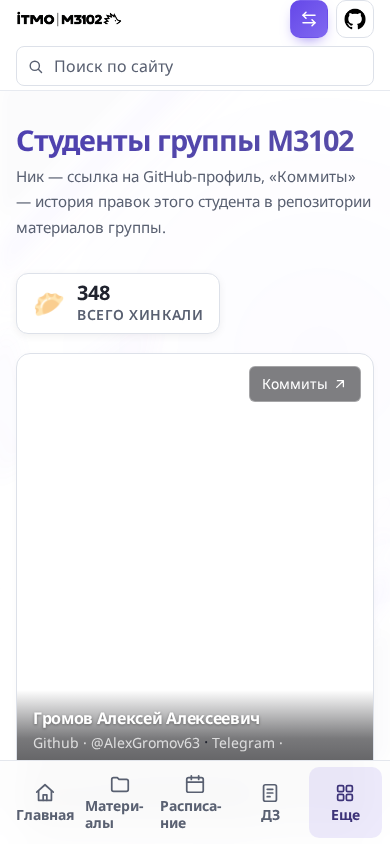 ITMO | M3102
Поиск по сайту
Студенты группы M3102
Ник — ссылка на GitHub-профиль, «Коммиты»
— история правок этого студента в репозитории
материалов группы.
348
ВСЕГО ХИНКАЛИ
Коммиты
Громов Алексей Алексеевич
Github · @AlexGromov63 · Telegram ·
Главная
Матери-
алы
Расписа-
ние
ДЗ
Еще